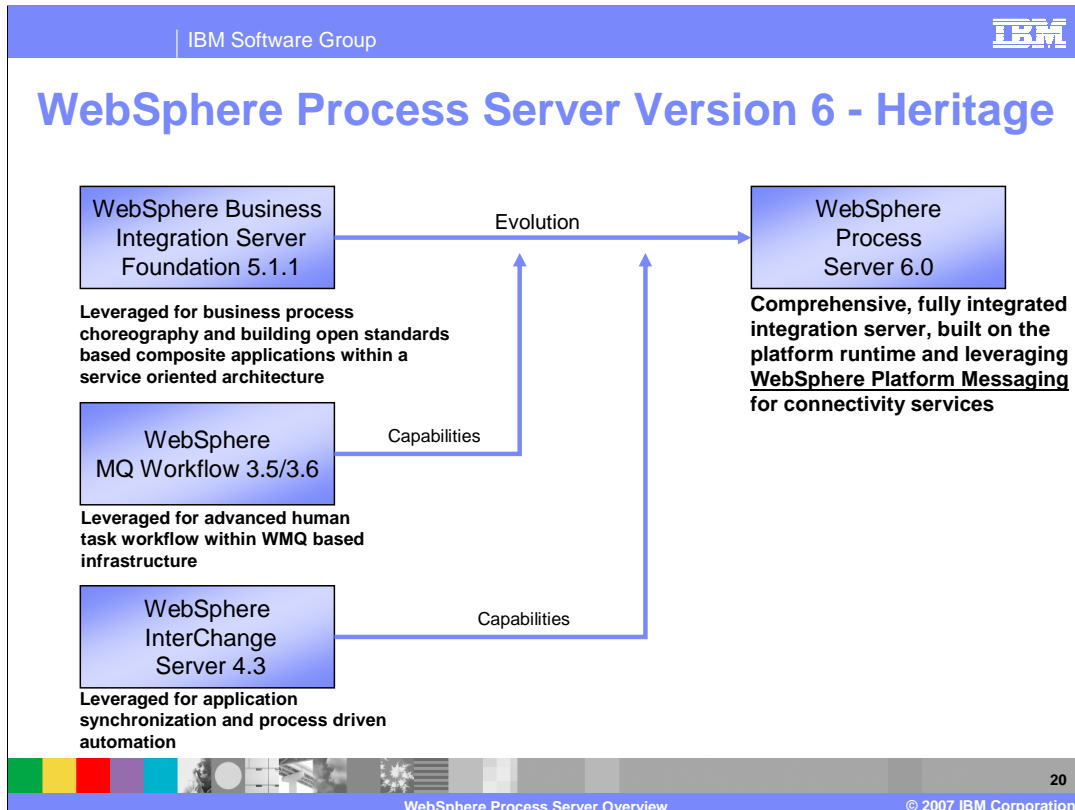 IBM Software Group
IBM
WebSphere Process Server Version 6 - Heritage
WebSphere Business
Integration Server
Foundation 5.1.1
Evolution
WebSphere
Process
Server 6.0
Leveraged for business process
choreography and building open standards
based composite applications within a
service oriented architecture
Comprehensive, fully integrated
integration server, built on the
platform runtime and leveraging
WebSphere Platform Messaging
for connectivity services
WebSphere
MQ Workflow 3.5/3.6
Capabilities
Leveraged for advanced human
task workflow within WMQ based
infrastructure
WebSphere
InterChange
Server 4.3
Capabilities
Leveraged for application
synchronization and process driven
automation
20
WebSphere Process Server Overview
© 2007 IBM Corporation